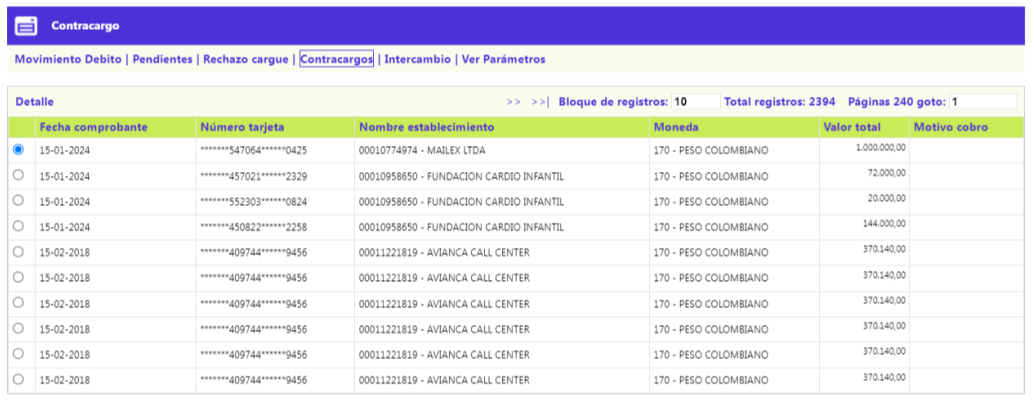 Contracargo
Movimiento Debito | Pendientes | Rechazo cargue | Contracargos | Intercambio | Ver Parámetros
Detalle >> >>| Bloque de registros: 10 Total registros: 2394 Páginas 240 goto: 1
Fecha comprobante Número tarjeta Nombre establecimiento Moneda Valor total Motivo cobro
15-01-2024 *******547064******0425 00010774974 - MAILEX LTDA 170 - PESO COLOMBIANO 1.000.000,00
15-01-2024 *******457021******2329 00010958650 - FUNDACION CARDIO INFANTIL 170 - PESO COLOMBIANO 72.000,00
15-01-2024 *******552303******0824 00010958650 - FUNDACION CARDIO INFANTIL 170 - PESO COLOMBIANO 20.000,00
15-01-2024 *******450822******2258 00010958650 - FUNDACION CARDIO INFANTIL 170 - PESO COLOMBIANO 144.000,00
15-02-2018 *******409744******9456 00011221819 - AVIANCA CALL CENTER 170 - PESO COLOMBIANO 370.140,00
15-02-2018 *******409744******9456 00011221819 - AVIANCA CALL CENTER 170 - PESO COLOMBIANO 370.140,00
15-02-2018 *******409744******9456 00011221819 - AVIANCA CALL CENTER 170 - PESO COLOMBIANO 370.140,00
15-02-2018 *******409744******9456 00011221819 - AVIANCA CALL CENTER 170 - PESO COLOMBIANO 370.140,00
15-02-2018 *******409744******9456 00011221819 - AVIANCA CALL CENTER 170 - PESO COLOMBIANO 370.140,00
15-02-2018 *******409744******9456 00011221819 - AVIANCA CALL CENTER 170 - PESO COLOMBIANO 370.140,00